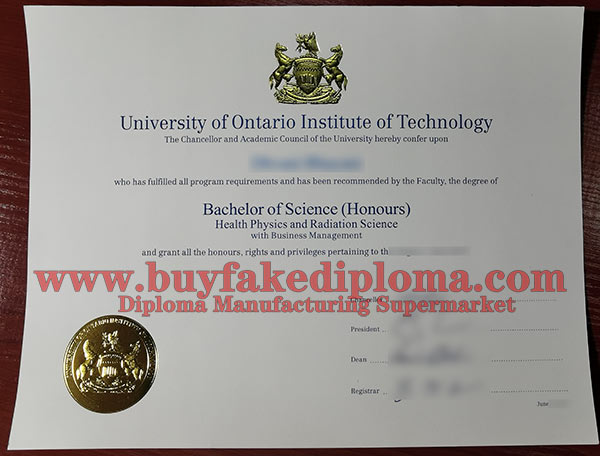 University of Ontario Institute of Technology
The Chancellor and Academic Council of the University hereby confer upon
who has fulfilled all program requirements and has been recommended by the Faculty, the degree of
Bachelor of Science (Honours)
Health Physics and Radiation Science
with Business Management
and grant all the honours, rights and privileges pertaining to
www.buyfakediploma.com
Diploma Manufacturing Supermarket
Chancellor
President
Dean
Registrar
June